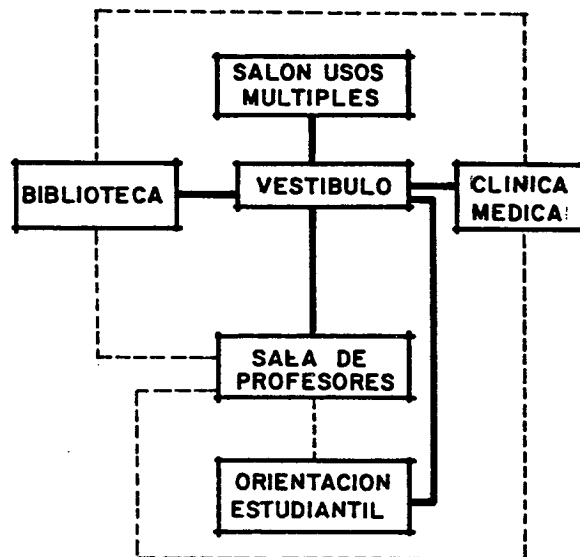 SALON USOS
MULTIPLES
BIBLIOTECA
VESTIBULO
CLINICA
MEDICA
SALA DE
PROFESORES
ORIENTACION
ESTUDIANTIL